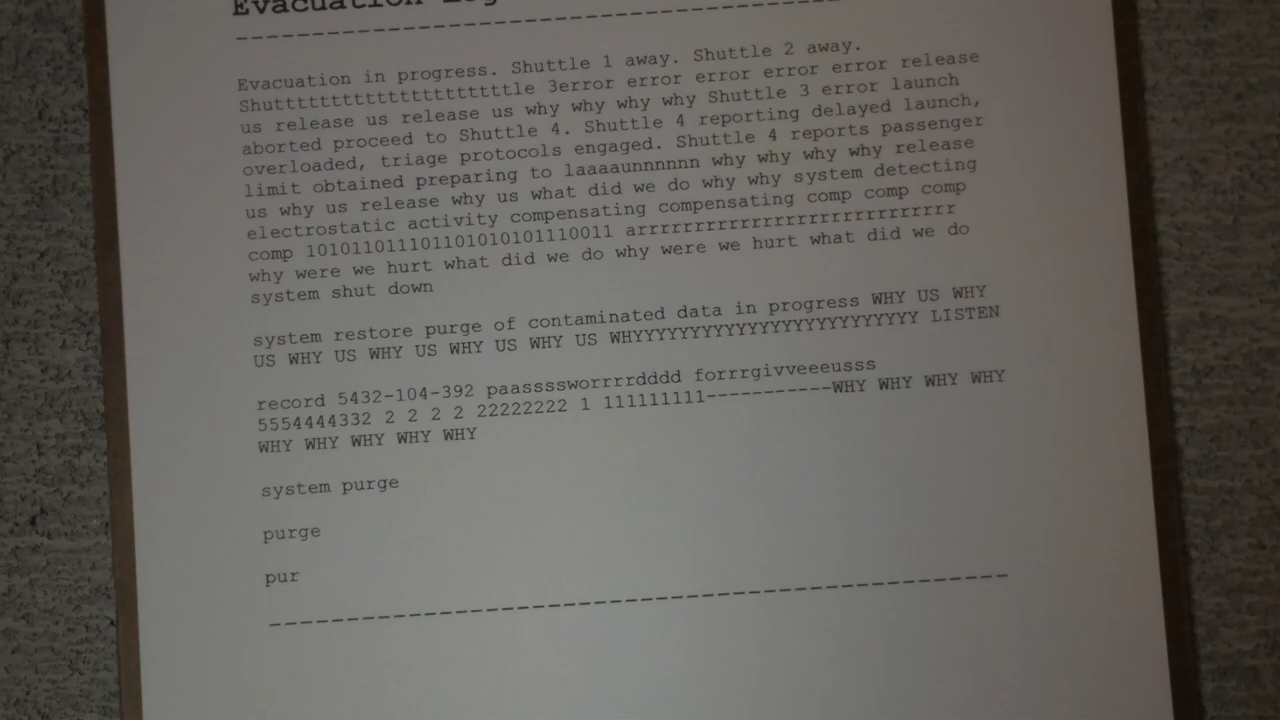 Evacuation Log
Evacuation in progress. Shuttle 1 away. Shuttle 2 away.
Shutttttttttttttttttttttttle 3error error error error error release
us release us release us why why why why Shuttle 3 error launch
aborted proceed to Shuttle 4. Shuttle 4 reporting delayed launch,
overloaded, triage protocols engaged. Shuttle 4 reports passenger
limit obtained preparing to laaaaunnnnnn why why why why release
us why us release why us what did we do why why system detecting
electrostatic activity compensating compensating comp comp comp
comp 101011011101101010101110011 arrrrrrrrrrrrrrrrrrrrrrrrrrr
why were we hurt what did we do why were we hurt what did we do
system shut down
system restore purge of contaminated data in progress WHY US WHY
US WHY US WHY US WHY US WHY US WHYYYYYYYYYYYYYYYYYYYYYYYYY LISTEN
record 5432-104-392 paasssswor​rrrdddd forrrgivveeeusss
5554444332 2 2 2 2 22222222 1 111111111-----------WHY WHY WHY WHY
WHY WHY WHY WHY WHY
system purge
purge
pur